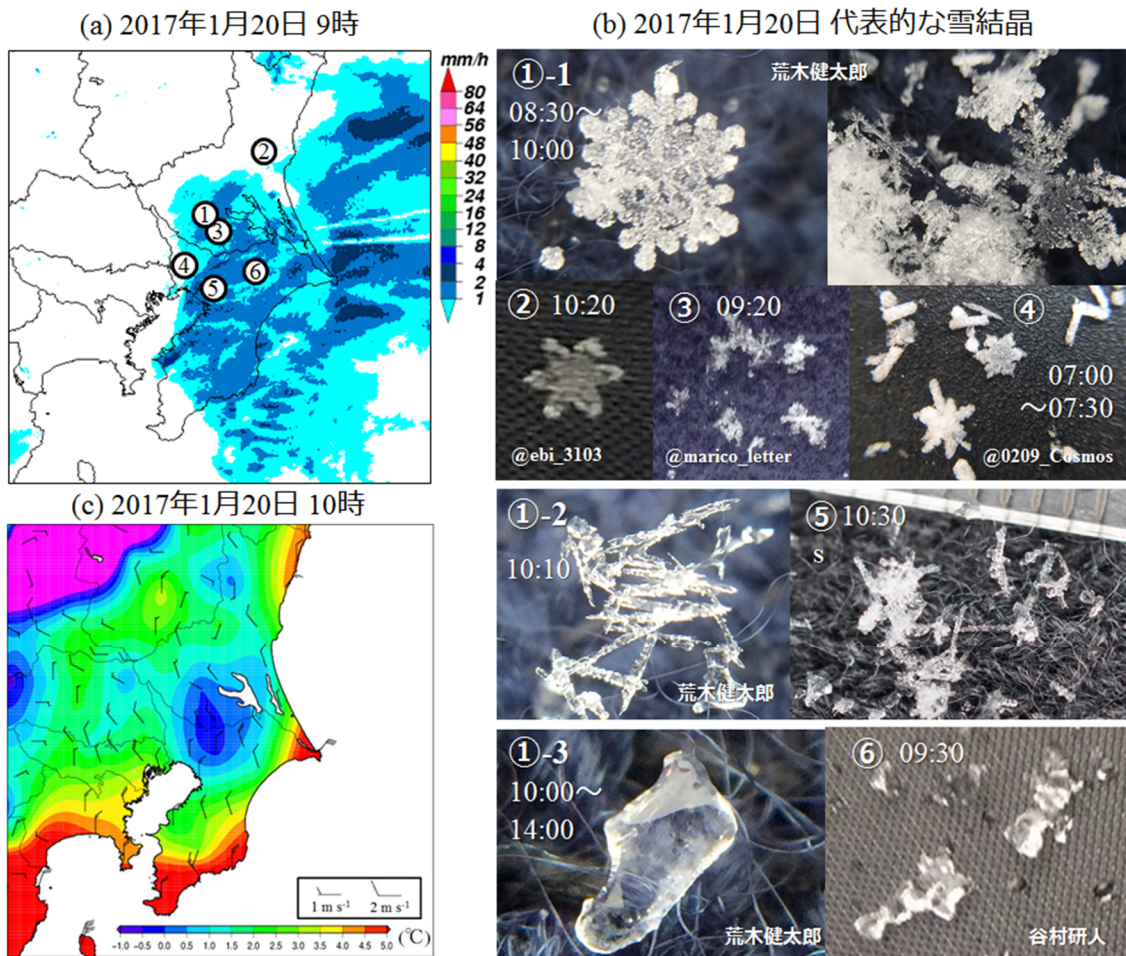 (a) 2017年1月20日 9時
mm/h
80
64
56
48
40
32
24
16
12
8
4
2
1
②
①
③
④
⑥
⑤
(b) 2017年1月20日 代表的な雪結晶
①-1
08:30～
10:00
荒木健太郎
② 10:20
@ebi_3103
③ 09:20
@marico_letter
④
07:00
～07:30
@0209_Cosmos
①-2
10:10
荒木健太郎
⑤ 10:30
s
①-3
10:00～
14:00
荒木健太郎
⑥ 09:30
谷村研人
(c) 2017年1月20日 10時
1 m s⁻¹ 2 m s⁻¹
-1.0 -0.5 0.0 0.5 1.0 1.5 2.0 2.5 3.0 3.5 4.0 4.5 5.0 (℃)